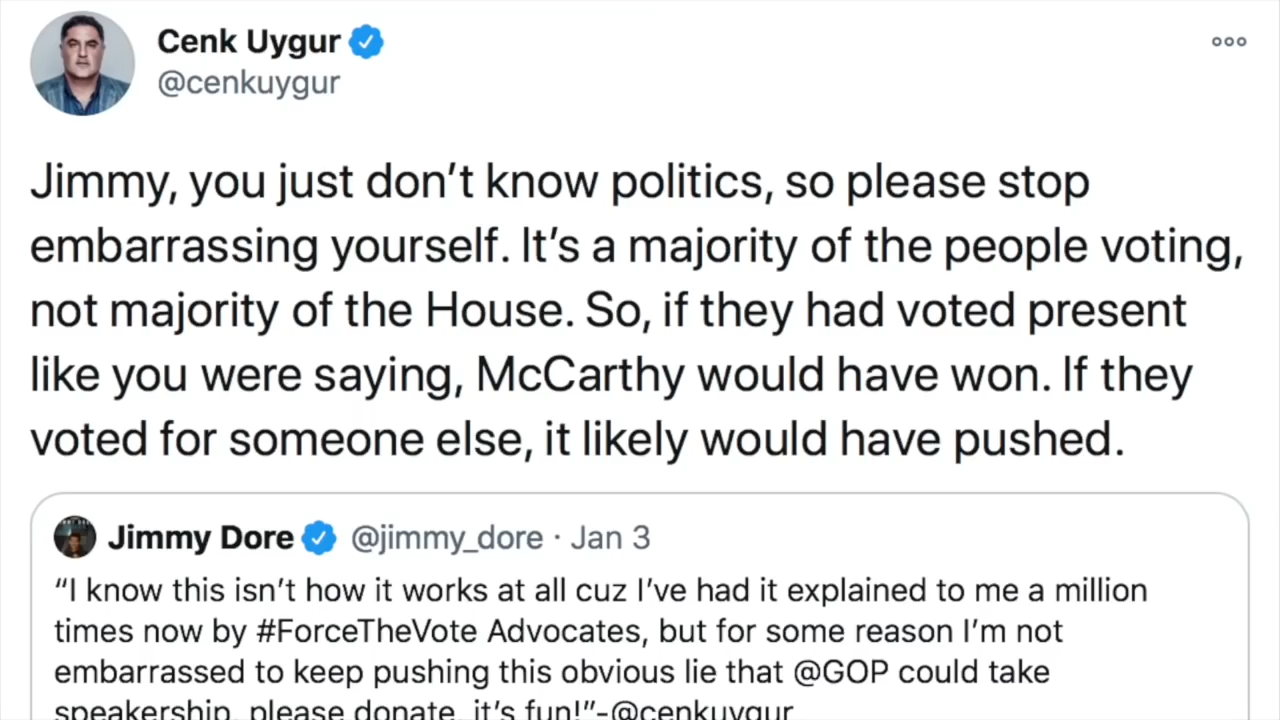 Cenk Uygur
@cenkuygur
Jimmy, you just don’t know politics, so please stop
embarrassing yourself. It’s a majority of the people voting,
not majority of the House. So, if they had voted present
like you were saying, McCarthy would have won. If they
voted for someone else, it likely would have pushed.
Jimmy Dore @jimmy_dore · Jan 3
“I know this isn’t how it works at all cuz I’ve had it explained to me a million
times now by #ForceTheVote Advocates, but for some reason I’m not
embarrassed to keep pushing this obvious lie that @GOP could take
speakership, please donate, it’s fun!”-@cenkuygur